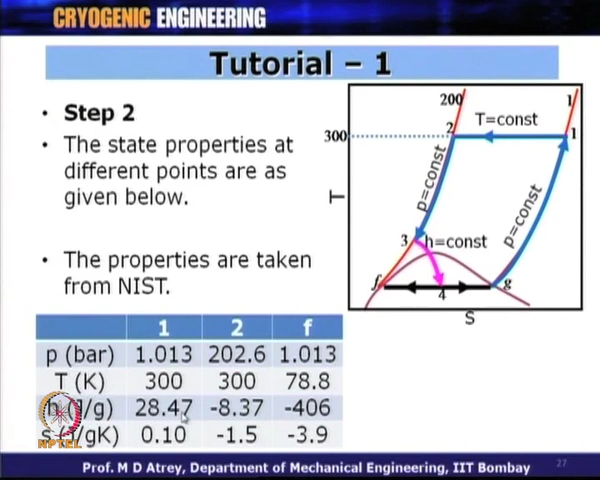 CRYOGENIC ENGINEERING
Tutorial – 1
• Step 2
• The state properties at
different points are as
given below.
• The properties are taken
from NIST.
1 2 f
p (bar) 1.013 202.6 1.013
T (K) 300 300 78.8
h (J/g) 28.47 -8.37 -406
s (J/gK) 0.10 -1.5 -3.9
200
1
2
T=const
300
1
p=const
p=const
T
3
h=const
f
4
g
S
NPTEL
Prof. M D Atrey, Department of Mechanical Engineering, IIT Bombay
27